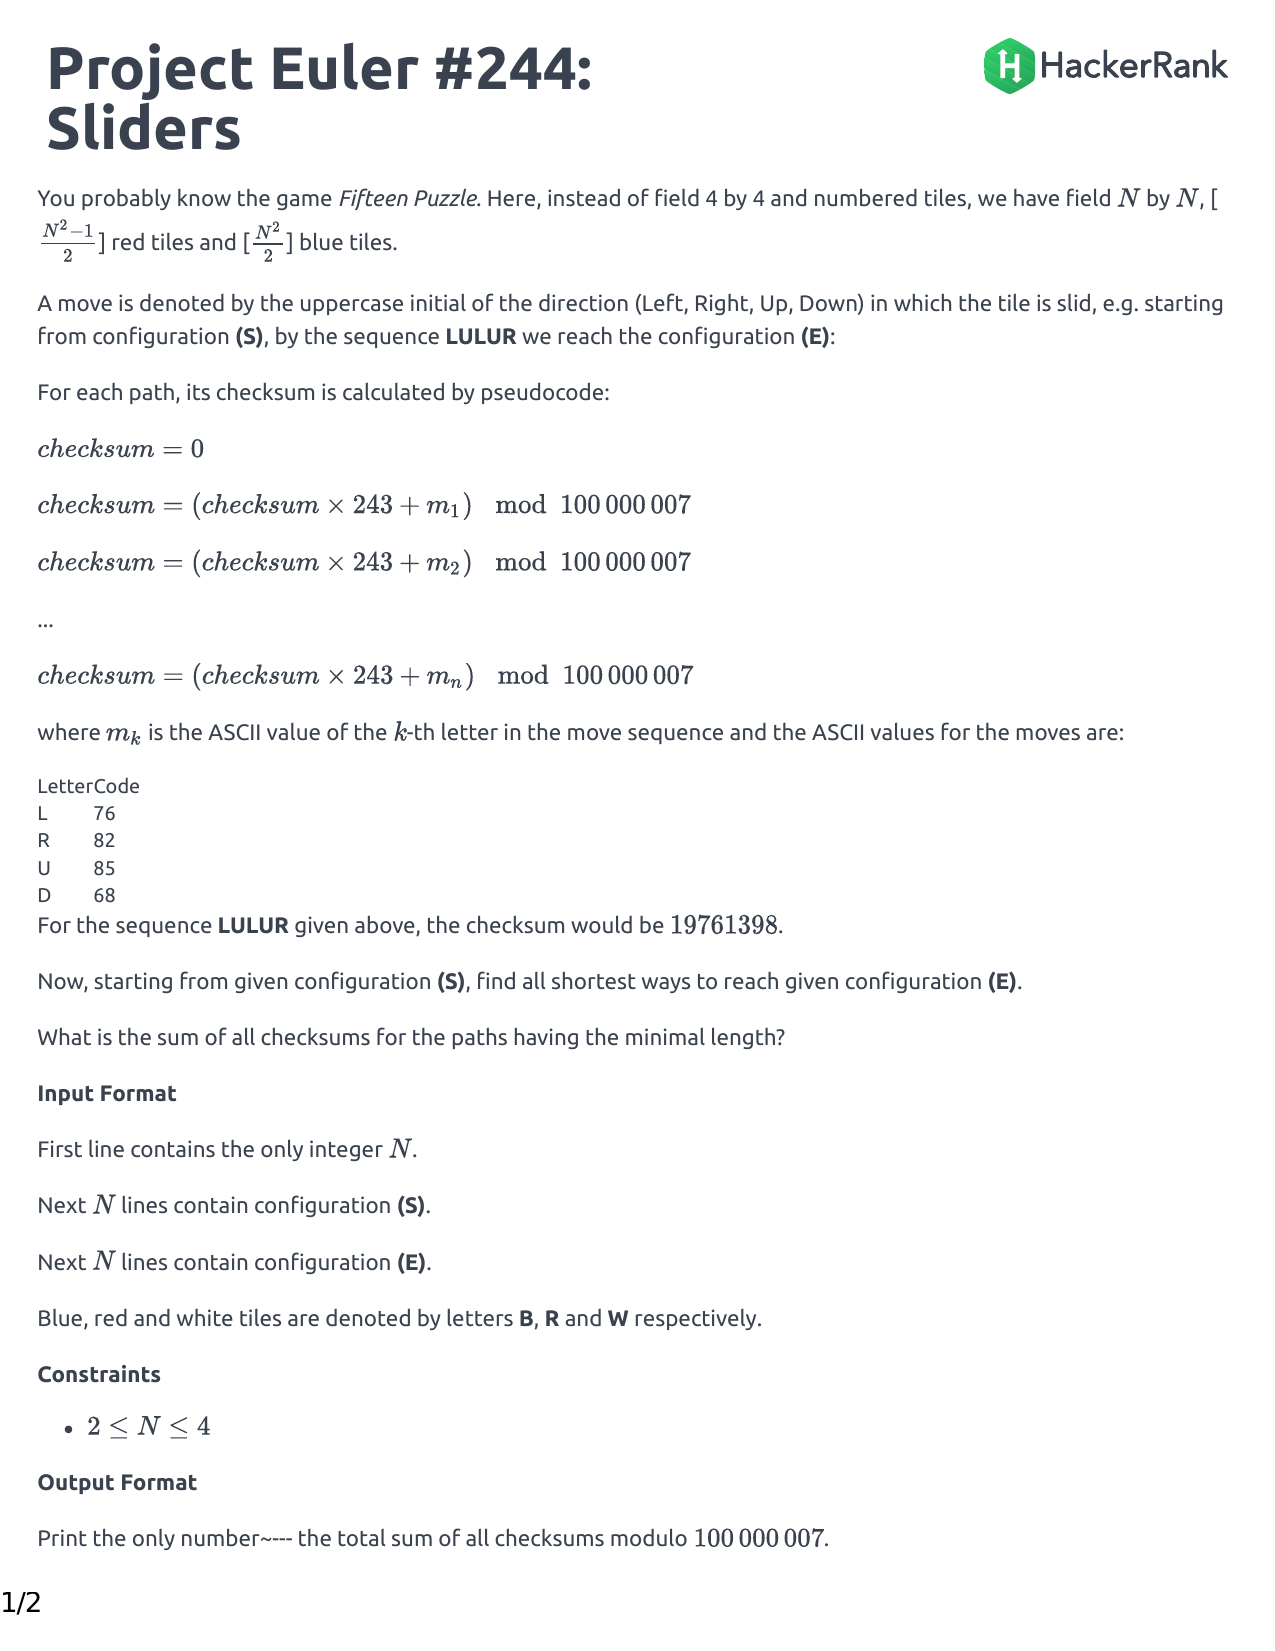 Project Euler #244:
Sliders
HackerRank
You probably know the game Fifteen Puzzle. Here, instead of field 4 by 4 and numbered tiles, we have field N by N, [
\frac{N^2-1}{2}] red tiles and [\frac{N^2}{2}] blue tiles.
A move is denoted by the uppercase initial of the direction (Left, Right, Up, Down) in which the tile is slid, e.g. starting
from configuration (S), by the sequence LULUR we reach the configuration (E):
For each path, its checksum is calculated by pseudocode:
checksum = 0
checksum = (checksum × 243 + m₁) mod 100 000 007
checksum = (checksum × 243 + m₂) mod 100 000 007
...
checksum = (checksum × 243 + mₙ) mod 100 000 007
where mₖ is the ASCII value of the k-th letter in the move sequence and the ASCII values for the moves are:
LetterCode
L 76
R 82
U 85
D 68
For the sequence LULUR given above, the checksum would be 19761398.
Now, starting from given configuration (S), find all shortest ways to reach given configuration (E).
What is the sum of all checksums for the paths having the minimal length?
Input Format
First line contains the only integer N.
Next N lines contain configuration (S).
Next N lines contain configuration (E).
Blue, red and white tiles are denoted by letters B, R and W respectively.
Constraints
• 2 ≤ N ≤ 4
Output Format
Print the only number~--- the total sum of all checksums modulo 100 000 007.
1/2